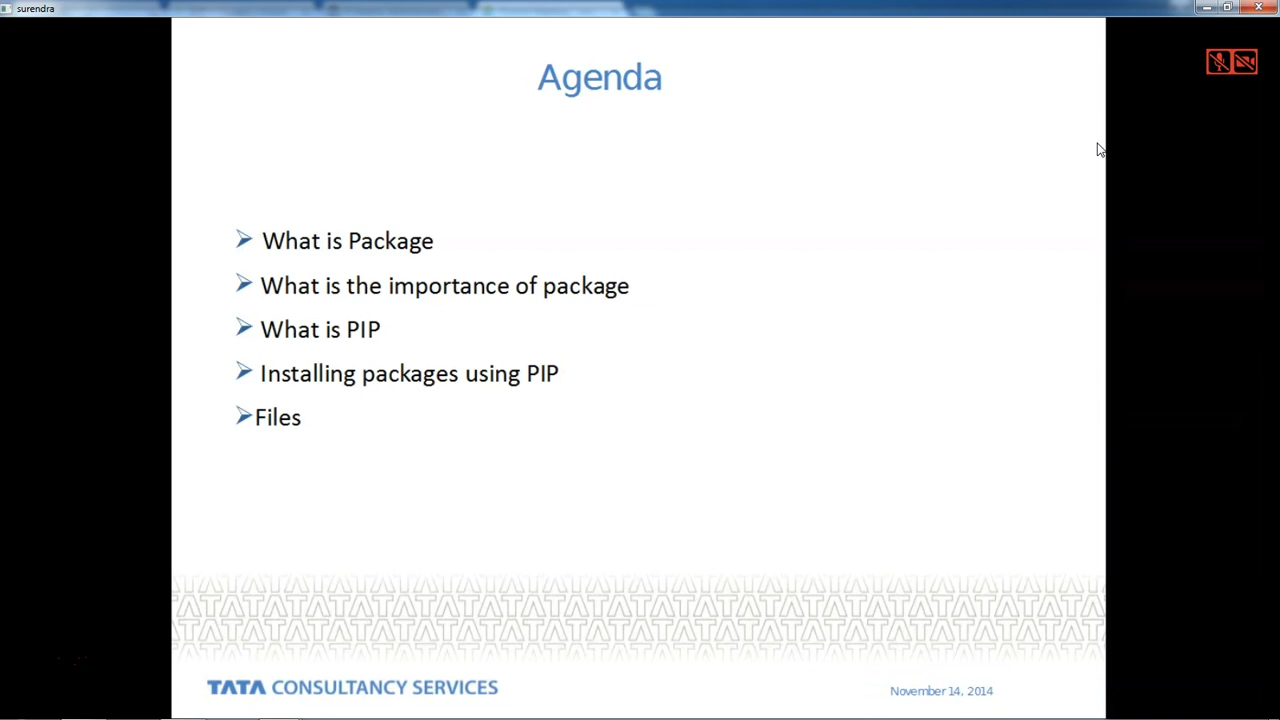 surendra
Agenda
What is Package
What is the importance of package
What is PIP
Installing packages using PIP
Files
TATA CONSULTANCY SERVICES
November 14, 2014